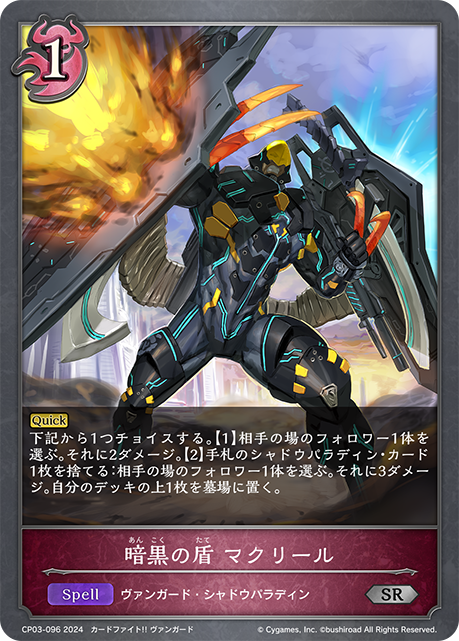 1
Quick
下記から1つチョイスする。【1】相手の場のフォロワー1体を
選ぶ。それに2ダメージ。【2】手札のシャドウパラディン・カード
1枚を捨てる：相手の場のフォロワー1体を選ぶ。それに3ダメー
ジ。自分のデッキの上1枚を墓場に置く。
あんこく たて
暗黒の盾 マクリール
Spell ヴァンガード・シャドウパラディン SR
CP03-096 2024 カードファイト!! ヴァンガード © Cygames, Inc. ©bushiroad All Rights Reserved.